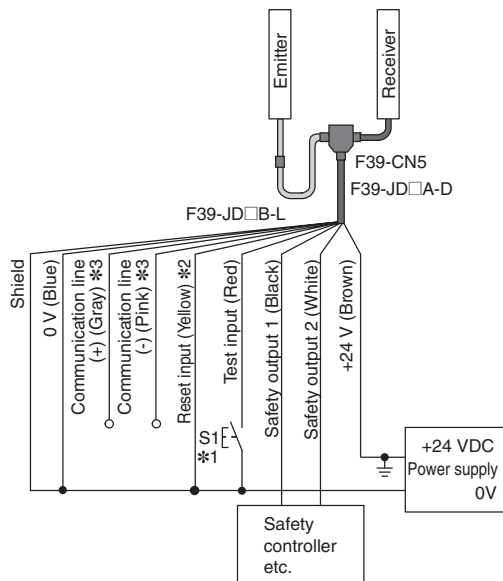 Emitter
Receiver
F39-CN5
F39-JD□A-D
F39-JD□B-L
Shield
0 V (Blue)
Communication line
(+) (Gray) *3
Communication line
(-) (Pink) *3
Reset input (Yellow) *2
Test input (Red)
Safety output 1 (Black)
Safety output 2 (White)
+24 V (Brown)
S1
*1
+24 VDC
Power supply
0V
Safety
controller
etc.